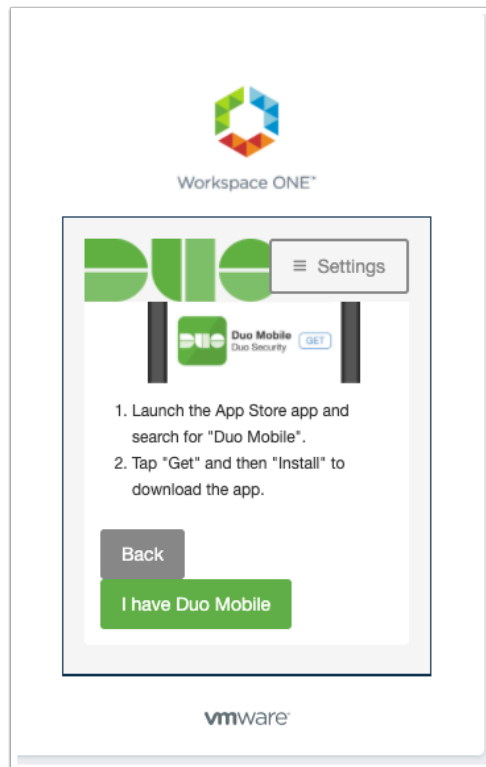 Workspace ONE™
DUO
≡ Settings
DUO Duo Mobile GET
Duo Security
1. Launch the App Store app and
search for "Duo Mobile".
2. Tap "Get" and then "Install" to
download the app.
Back
I have Duo Mobile
vmware